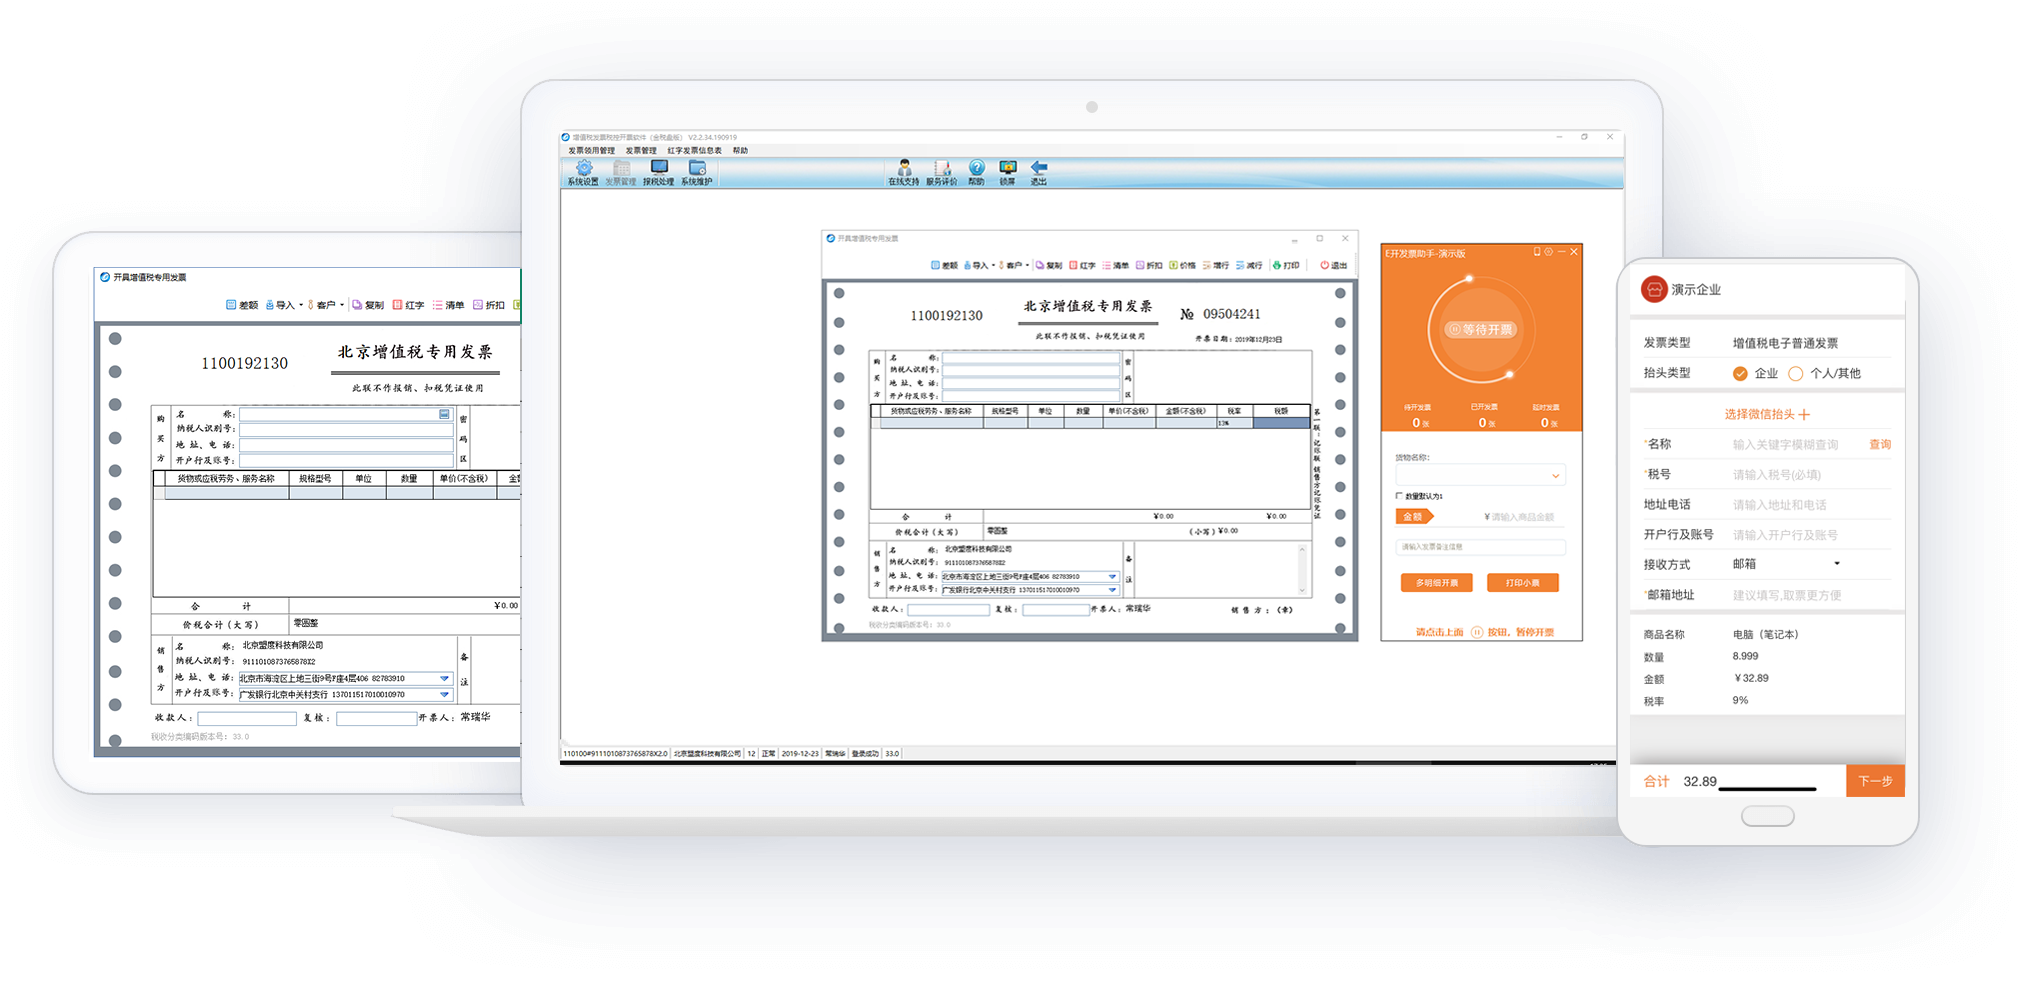 开具增值税专用发票
差额 导入 客户 复制 红字 清单 折扣
1100192130
北京增值税专用发票
此联不作报销、扣税凭证使用
购买方
名 称:
纳税人识别号:
地 址、电 话:
开户行及账号:
密码区
货物或应税劳务、服务名称 规格型号 单位 数量 单价(不含税) 金
合 计 ¥0.00
价税合计(大写) 零圆整
销售方
名 称: 北京盟度科技有限公司
纳税人识别号: 9111010873765878X2
地 址、电 话: 北京市海淀区上地三街9号F座4层406 82783910
开户行及账号: 广发银行北京中关村支行 137011517010010970
备注
收款人: 复核: 开票人: 常瑞华
税收分类编码版本号: 33.0
增值税发票税控开票软件(金税盘版) V2.2.34.190919
发票领用管理 发票管理 红字发票信息表 帮助
系统设置 发票管理 报税处理 系统维护 在线支持 服务评价 帮助 锁屏 退出
开具增值税专用发票
差额 导入 客户 复制 红字 清单 折扣 价格 增行 减行 打印 退出
1100192130
北京增值税专用发票
№ 09504241
此联不作报销、扣税凭证使用
开票日期: 2019年12月23日
购买方
名 称:
纳税人识别号:
地 址、电 话:
开户行及账号:
密码区
货物或应税劳务、服务名称 规格型号 单位 数量 单价(不含税) 金额(不含税) 税率 税额
13%
第一联:记账联 销售方记账凭证
合 计 ¥0.00 ¥0.00
价税合计(大写) 零圆整 (小写) ¥0.00
销售方
名 称: 北京盟度科技有限公司
纳税人识别号: 9111010873765878X2
地 址、电 话: 北京市海淀区上地三街9号F座4层406 82783910
开户行及账号: 广发银行北京中关村支行 137011517010010970
备注
收款人: 复核: 开票人: 常瑞华 销 售 方:(章)
税收分类编码版本号: 33.0
110100#9111010873765878X2.0 北京盟度科技有限公司 12 正常 2019-12-23 常瑞华 登录成功 33.0
E开发票助手-演示版
等待开票
待开发票 已开发票 延时发票
0张 0张 0张
货物名称:
数量默认为1
金额 ¥ 请输入商品金额
请输入发票备注信息
多明细开票 打印小票
请点击上面 按钮, 暂停开票
演示企业
发票类型 增值税电子普通发票
抬头类型 企业 个人/其他
选择微信抬头+
*名称 输入关键字模糊查询 查询
*税号 请输入税号(必填)
地址电话 请输入地址和电话
开户行及账号 请输入开户行及账号
接收方式 邮箱
*邮箱地址 建议填写,取票更方便
商品名称 电脑（笔记本）
数量 8.999
金额 ¥32.89
税率 9%
合计 32.89 下一步